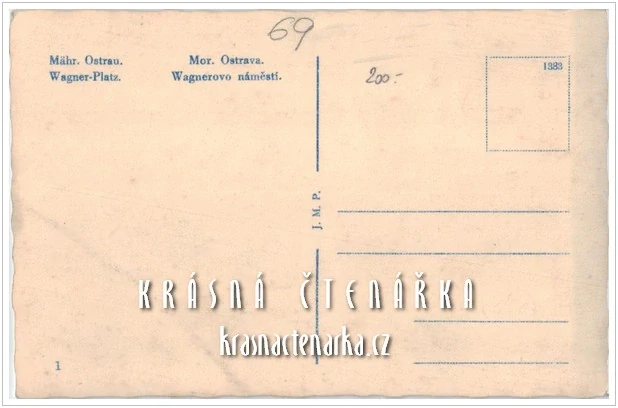 69
Mähr. Ostrau.
Wagner-Platz.
Mor. Ostrava.
Wagnerovo náměstí.
200.-
1383
J. M. P.
KRÁSNÁ ČTENÁŘKA
krasnactenarka.cz
1